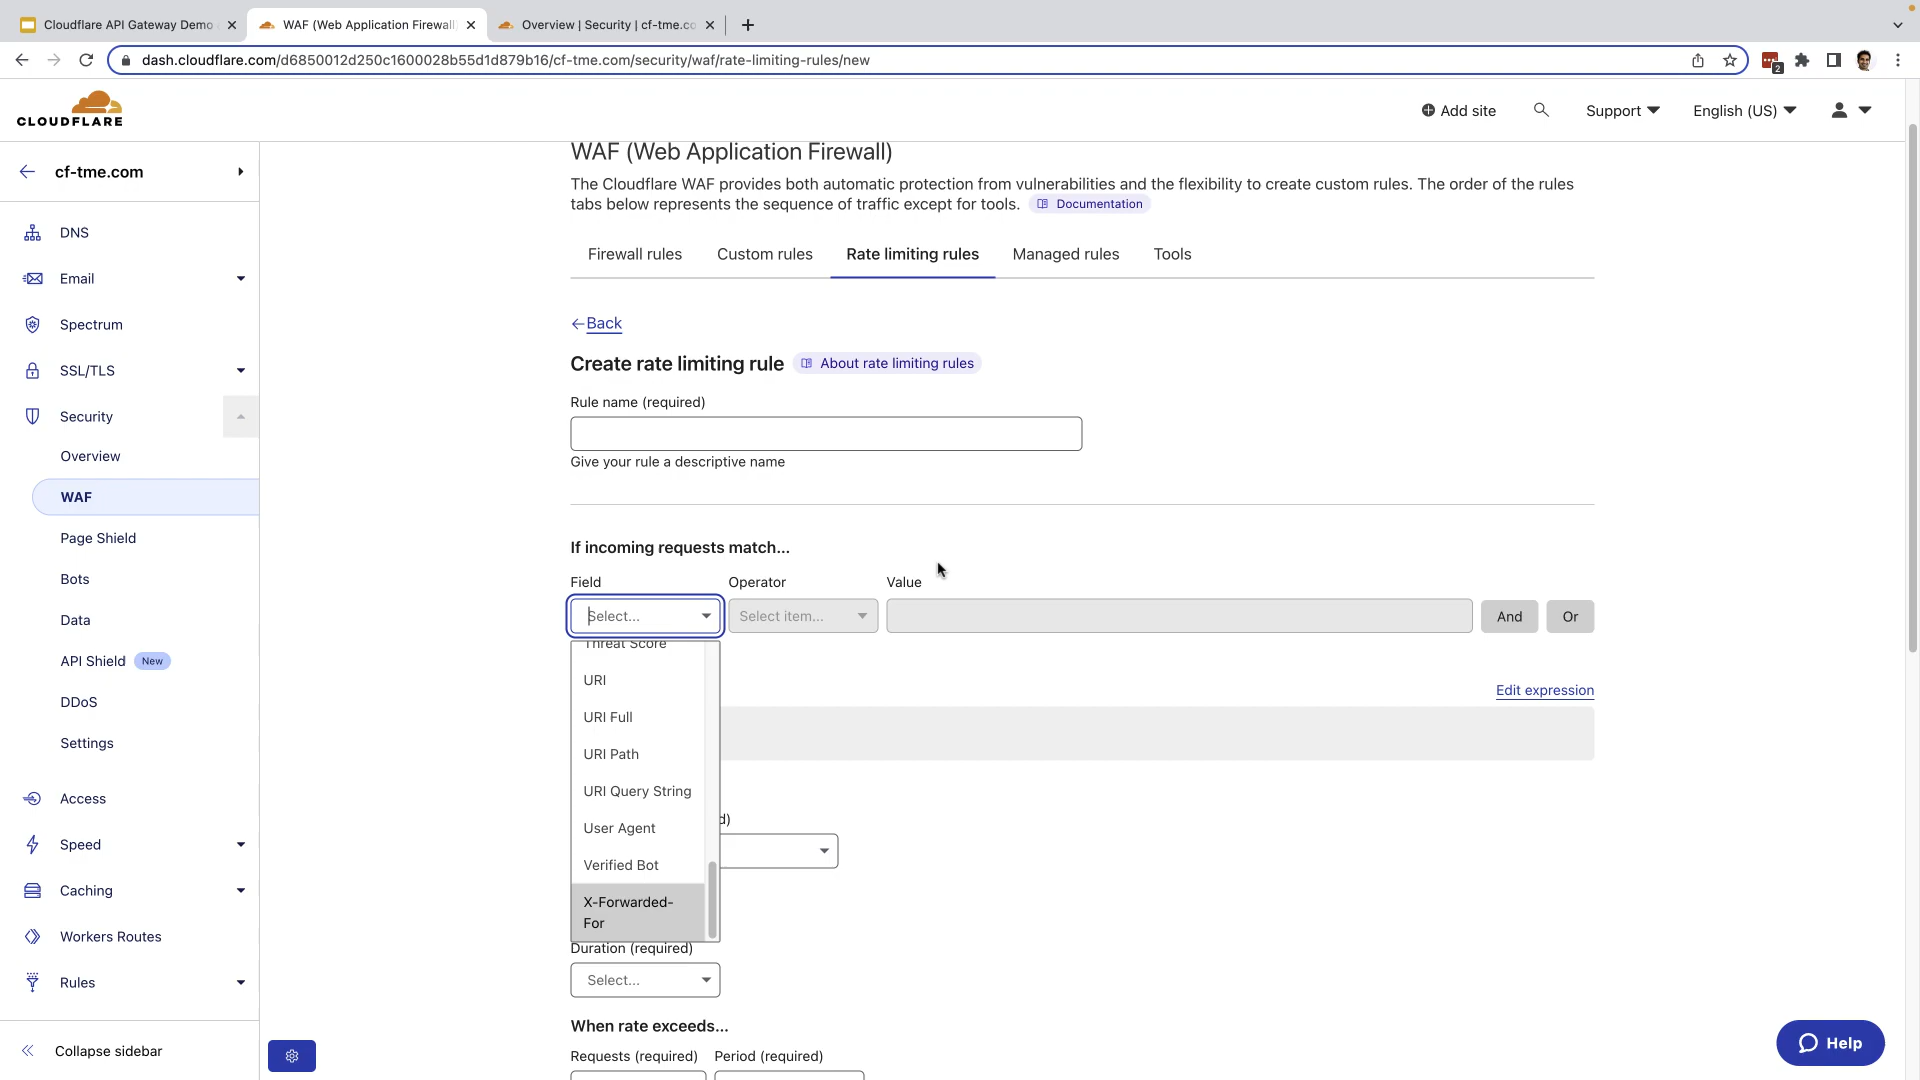 Cloudflare API Gateway Demo
WAF (Web Application Firewall)
Overview | Security | cf-tme.co
dash.cloudflare.com/d6850012d250c1600028b55d1d879b16/cf-tme.com/security/waf/rate-limiting-rules/new
2
CLOUDFLARE
Add site
Support
English (US)
cf-tme.com
DNS
Email
Spectrum
SSL/TLS
Security
Overview
WAF
Page Shield
Bots
Data
API Shield New
DDoS
Settings
Access
Speed
Caching
Workers Routes
Rules
Collapse sidebar
WAF (Web Application Firewall)
The Cloudflare WAF provides both automatic protection from vulnerabilities and the flexibility to create custom rules. The order of the rules
tabs below represents the sequence of traffic except for tools. Documentation
Firewall rules Custom rules Rate limiting rules Managed rules Tools
Back
Create rate limiting rule About rate limiting rules
Rule name (required)
Give your rule a descriptive name
If incoming requests match...
Field Operator Value
Select... Select item... And Or
Threat Score
URI
Edit expression
URI Full
URI Path
URI Query String
User Agent
d)
Verified Bot
X-Forwarded-
For
Duration (required)
Select...
When rate exceeds...
Requests (required) Period (required)
Help